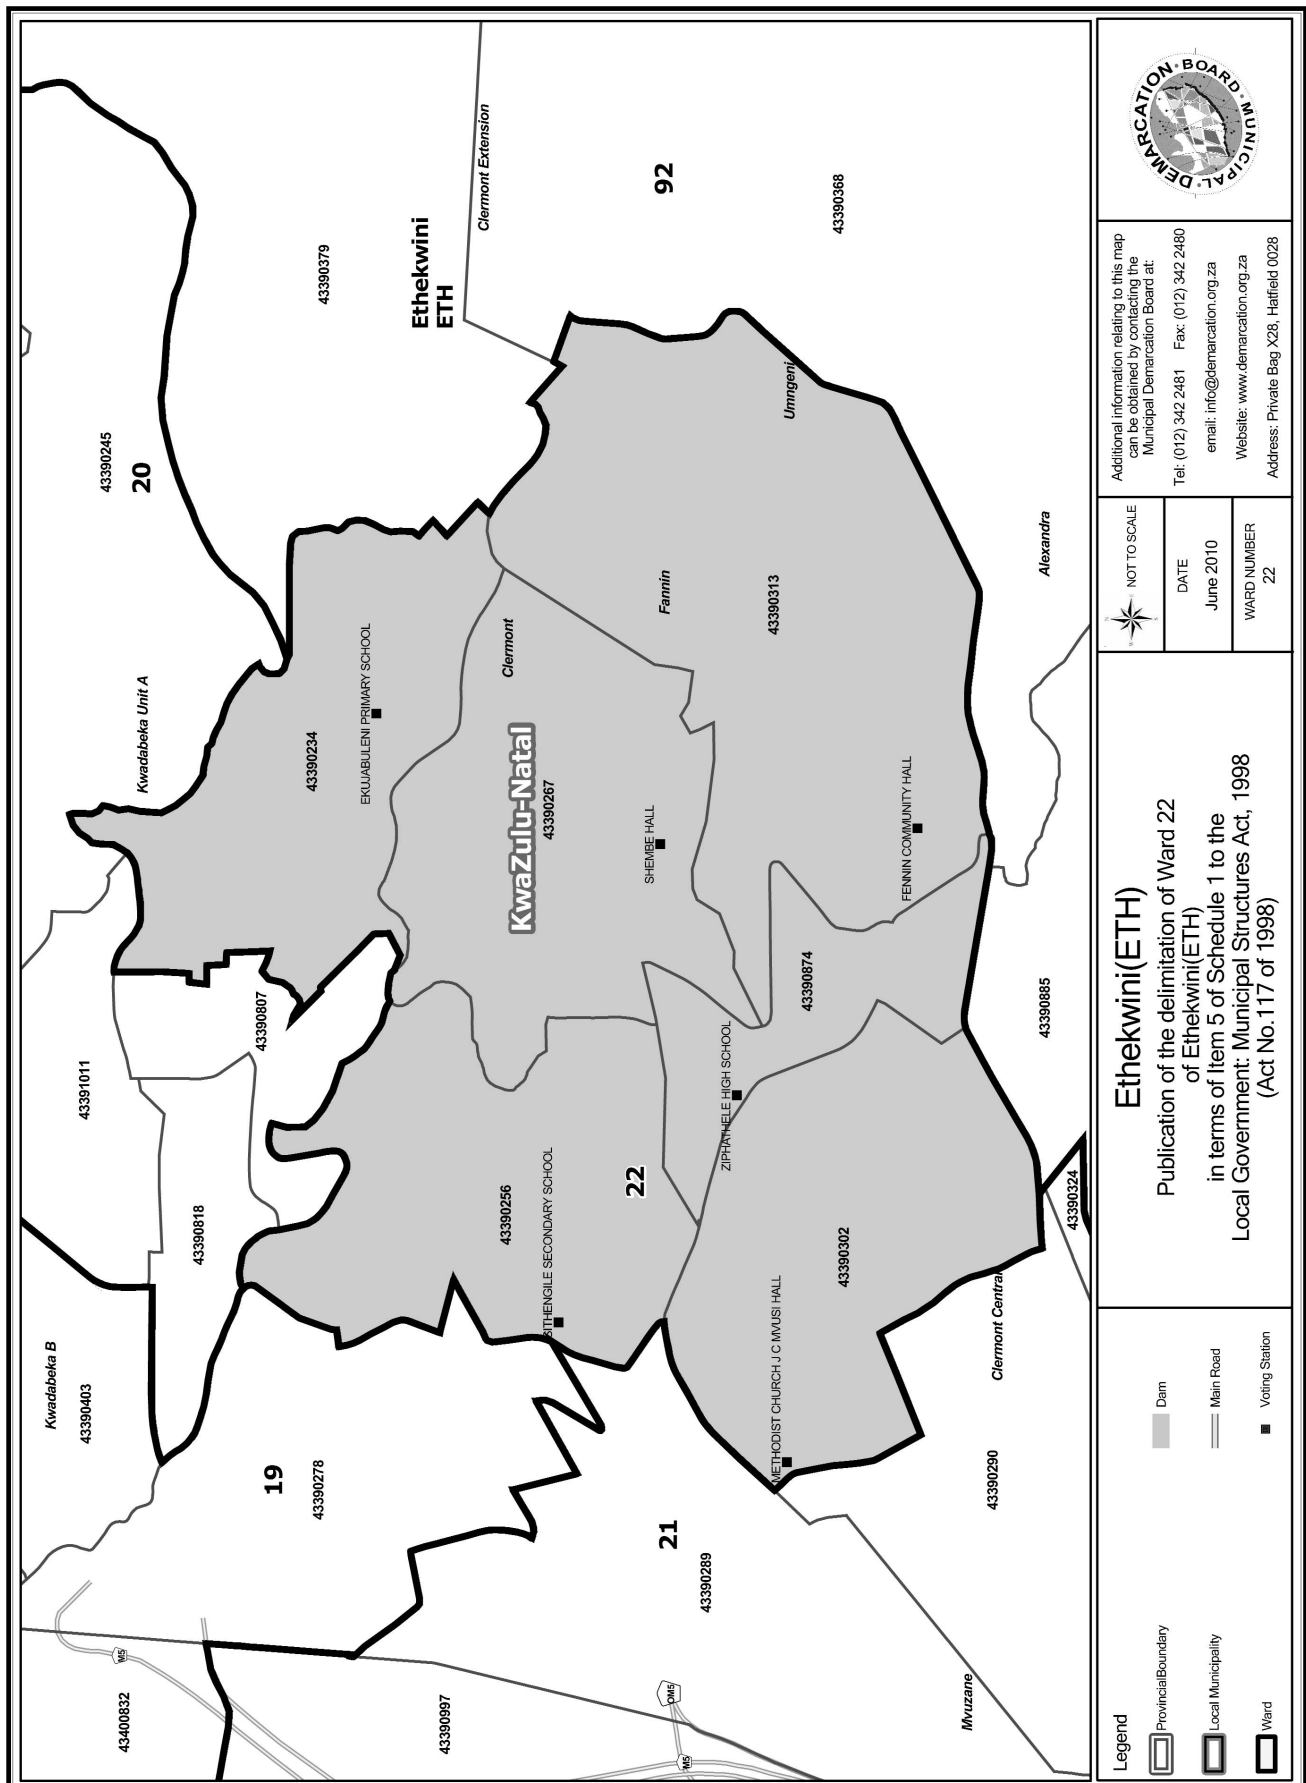 Kwadabeka B
43390403
43391011
43390818
43390807
Kwadabeka Unit A
43390245
20
43390379
Ethekwini
ETH
Clermont Extension
92
43390368
43390234
EKUJABULENI PRIMARY SCHOOL
Clermont
KwaZulu-Natal
43390267
SHEMBE HALL
Fannin
43390313
Umngeni
FENNIN COMMUNITY HALL
43390874
ZIPHATHELE HIGH SCHOOL
43390256
SITHENGILE SECONDARY SCHOOL
22
43390302
METHODIST CHURCH J C MVUSI HALL
19
43390278
21
43390289
43400832
M5
43390997
OM5
M5
Mvuzane
43390290
Clermont Central
43390324
43390885
Alexandra
Legend
ProvincialBoundary
Local Municipality
Ward
Dam
Main Road
Voting Station
Ethekwini(ETH)
Publication of the delimitation of Ward 22
of Ethekwini(ETH)
in terms of Item 5 of Schedule 1 to the
Local Government: Municipal Structures Act, 1998
(Act No.117 of 1998)
NOT TO SCALE
DATE
June 2010
WARD NUMBER
22
Additional information relating to this map
can be obtained by contacting the
Municipal Demarcation Board at:
Tel: (012) 342 2481 Fax: (012) 342 2480
email: info@demarcation.org.za
Website: www.demarcation.org.za
Address: Private Bag X28, Hatfield 0028
MUNICIPAL DEMARCATION BOARD